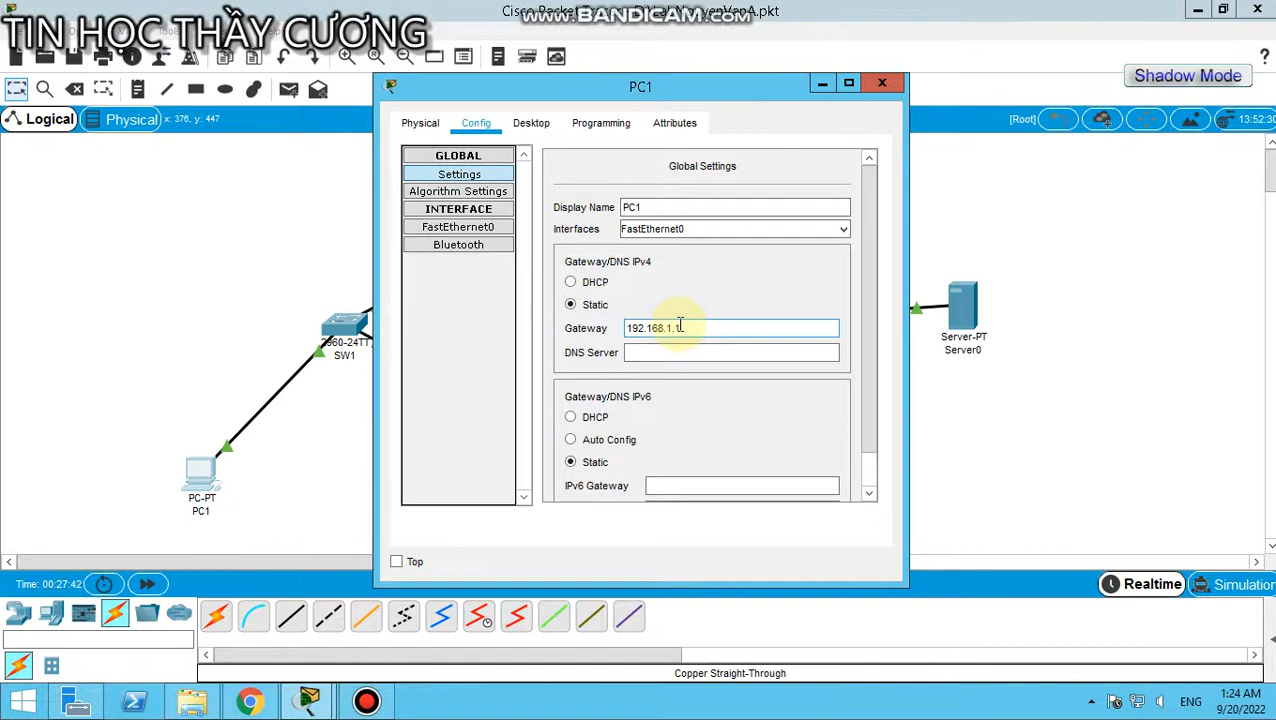 www.BANDICAM.com
TIN HỌC THẦY CƯƠNG
Shadow Mode
Logical
Physical
x: 376, y: 447
[Root]
13:52:30
PC1
Physical
Config
Desktop
Programming
Attributes
GLOBAL
Settings
Algorithm Settings
INTERFACE
FastEthernet0
Bluetooth
Global Settings
Display Name
PC1
Interfaces
FastEthernet0
Gateway/DNS IPv4
DHCP
Static
Gateway
192.168.1.1
DNS Server
Gateway/DNS IPv6
DHCP
Auto Config
Static
IPv6 Gateway
Top
2960-24TT
SW1
PC-PT
PC1
Server-PT
Server0
Time: 00:27:42
Realtime
Simulation
Copper Straight-Through
ENG
1:24 AM
9/20/2022